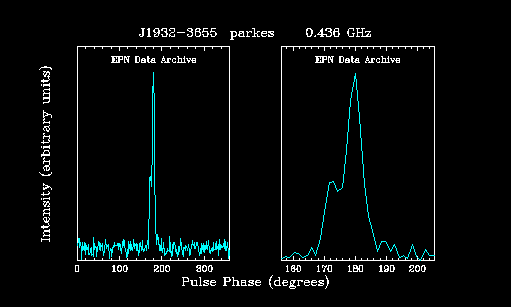 J1932-3655 parkes 0.436 GHz
EPN Data Archive EPN Data Archive
Intensity (arbitrary units)
0 100 200 300 160 170 180 190 200
Pulse Phase (degrees)